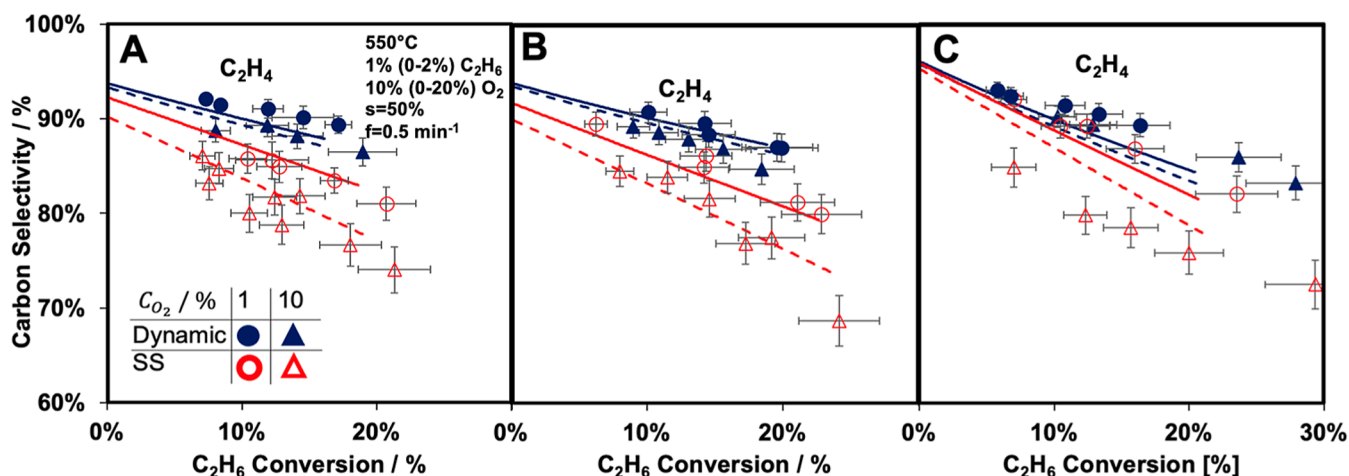 100%
90%
80%
70%
60%
Carbon Selectivity / %
A
C₂H₄
550°C
1% (0-2%) C₂H₆
10% (0-20%) O₂
s=50%
f=0.5 min⁻¹
C_O₂ / % 1 10
Dynamic
SS
0% 10% 20%
C₂H₆ Conversion / %
B
C₂H₄
0% 10% 20%
C₂H₆ Conversion / %
C
C₂H₄
0% 10% 20% 30%
C₂H₆ Conversion [%]